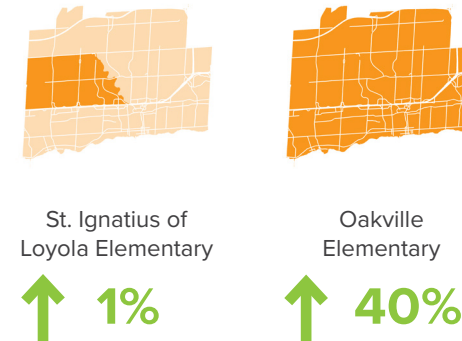 St. Ignatius of
Loyola Elementary
1%
Oakville
Elementary
40%